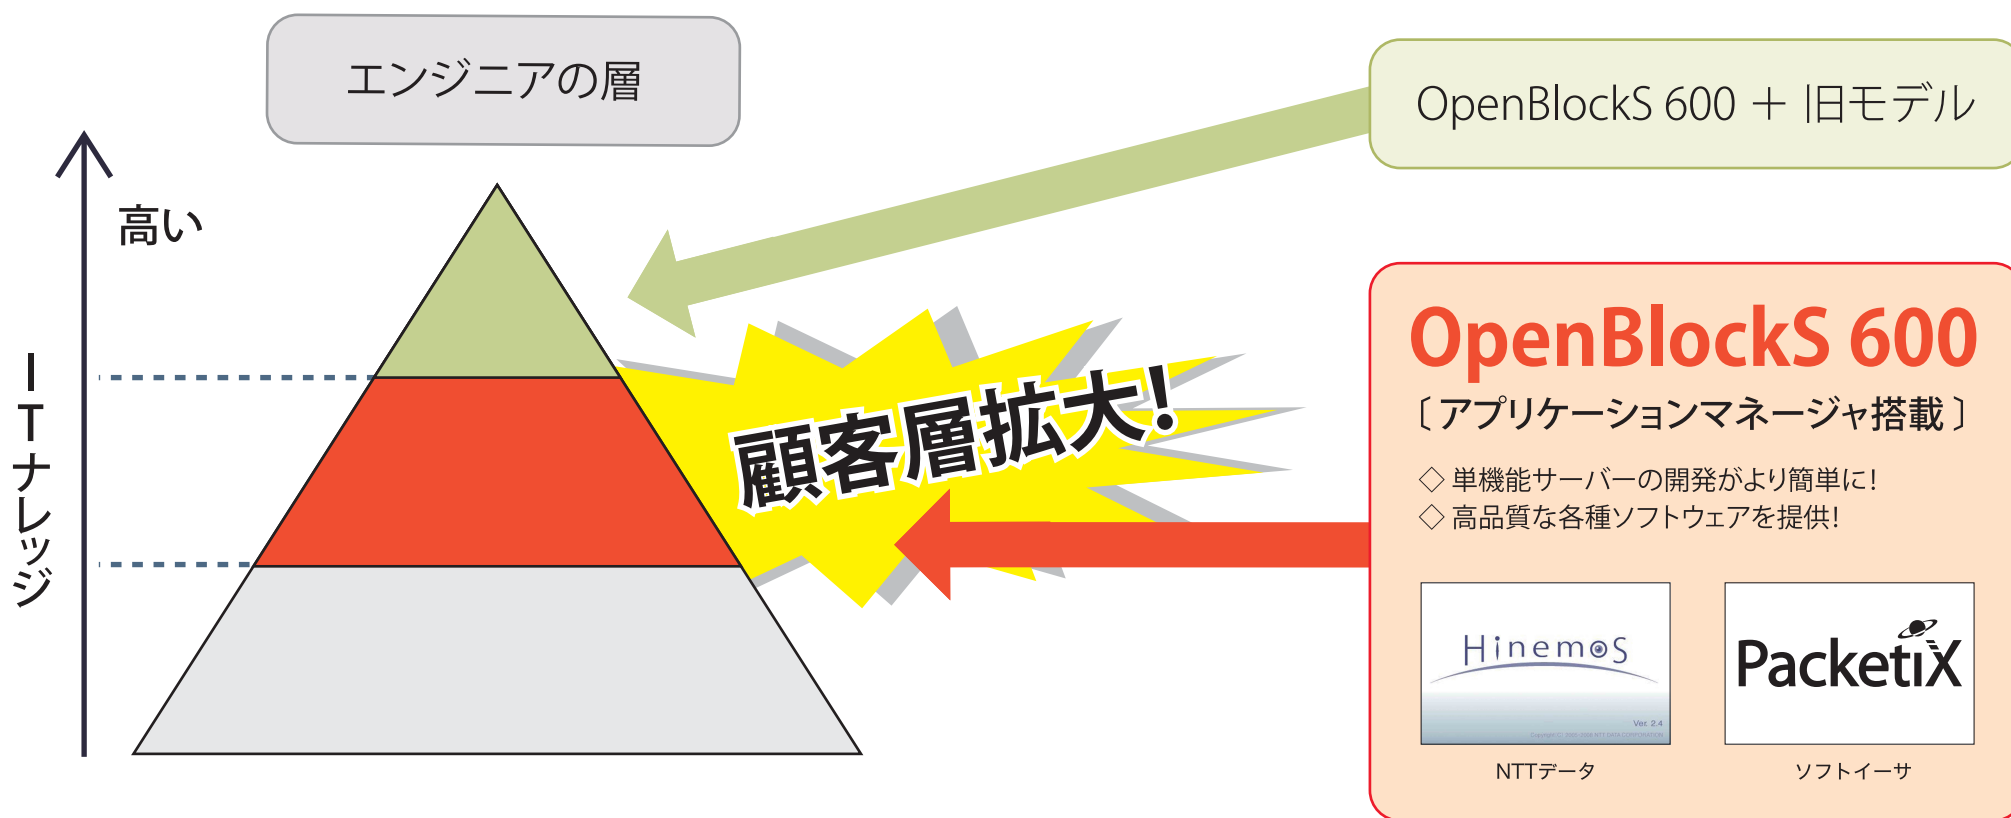 エンジニアの層
OpenBlockS 600 ＋ 旧モデル
高い
ITナレッジ
顧客層拡大!
OpenBlockS 600
〔 アプリケーションマネージャ搭載 〕
◇ 単機能サーバーの開発がより簡単に!
◇ 高品質な各種ソフトウェアを提供!
HinemoS
Ver. 2.4
PacketiX
NTTデータ
ソフトイーサ